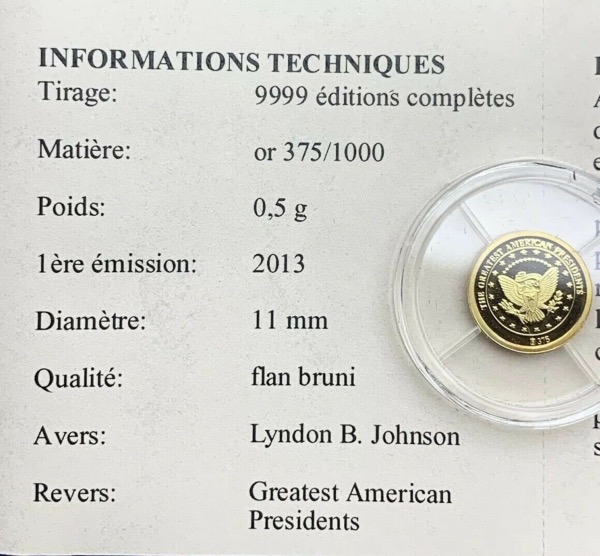 INFORMATIONS TECHNIQUES
Tirage: 9999 éditions complètes
Matière: or 375/1000
Poids: 0,5 g
1ère émission: 2013
Diamètre: 11 mm
Qualité: flan bruni
Avers: Lyndon B. Johnson
Revers: Greatest American
Presidents
THE GREATEST AMERICAN PRESIDENTS
375